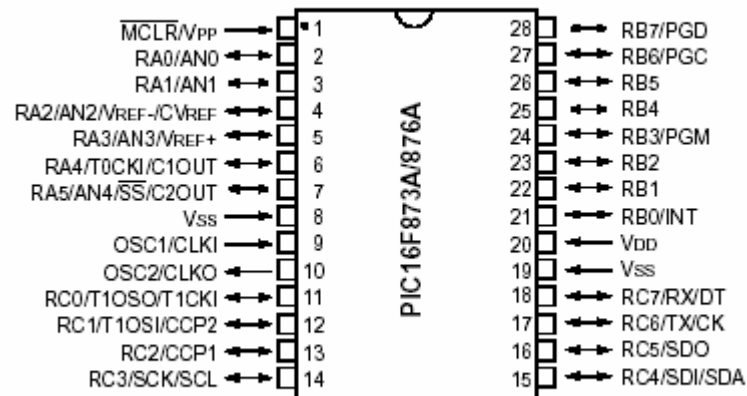 MCLR/VPP 1 28 RB7/PGD
RA0/AN0 2 27 RB6/PGC
RA1/AN1 3 26 RB5
RA2/AN2/VREF-/CVREF 4 25 RB4
RA3/AN3/VREF+ 5 24 RB3/PGM
RA4/T0CKI/C1OUT 6 23 RB2
RA5/AN4/SS/C2OUT 7 22 RB1
VSS 8 21 RB0/INT
OSC1/CLKI 9 20 VDD
OSC2/CLKO 10 19 VSS
RC0/T1OSO/T1CKI 11 18 RC7/RX/DT
RC1/T1OSI/CCP2 12 17 RC6/TX/CK
RC2/CCP1 13 16 RC5/SDO
RC3/SCK/SCL 14 15 RC4/SDI/SDA
PIC16F873A/876A